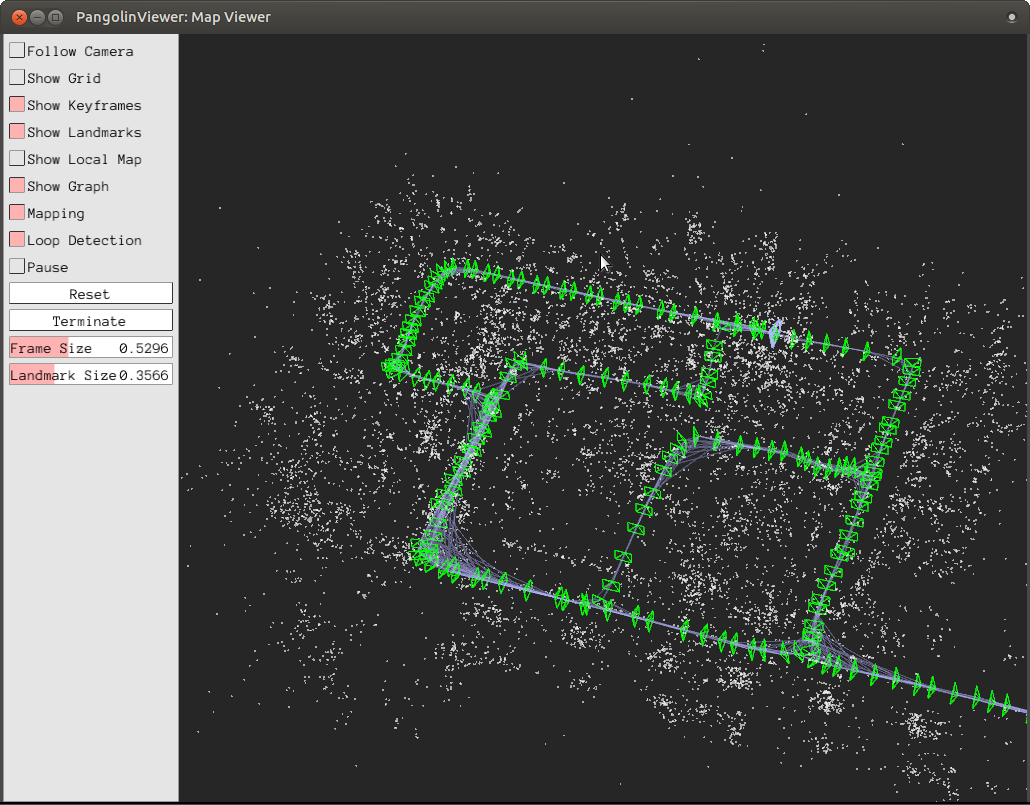 PangolinViewer: Map Viewer
Follow Camera
Show Grid
Show Keyframes
Show Landmarks
Show Local Map
Show Graph
Mapping
Loop Detection
Pause
Reset
Terminate
Frame Size 0.5296
Landmark Size 0.3566